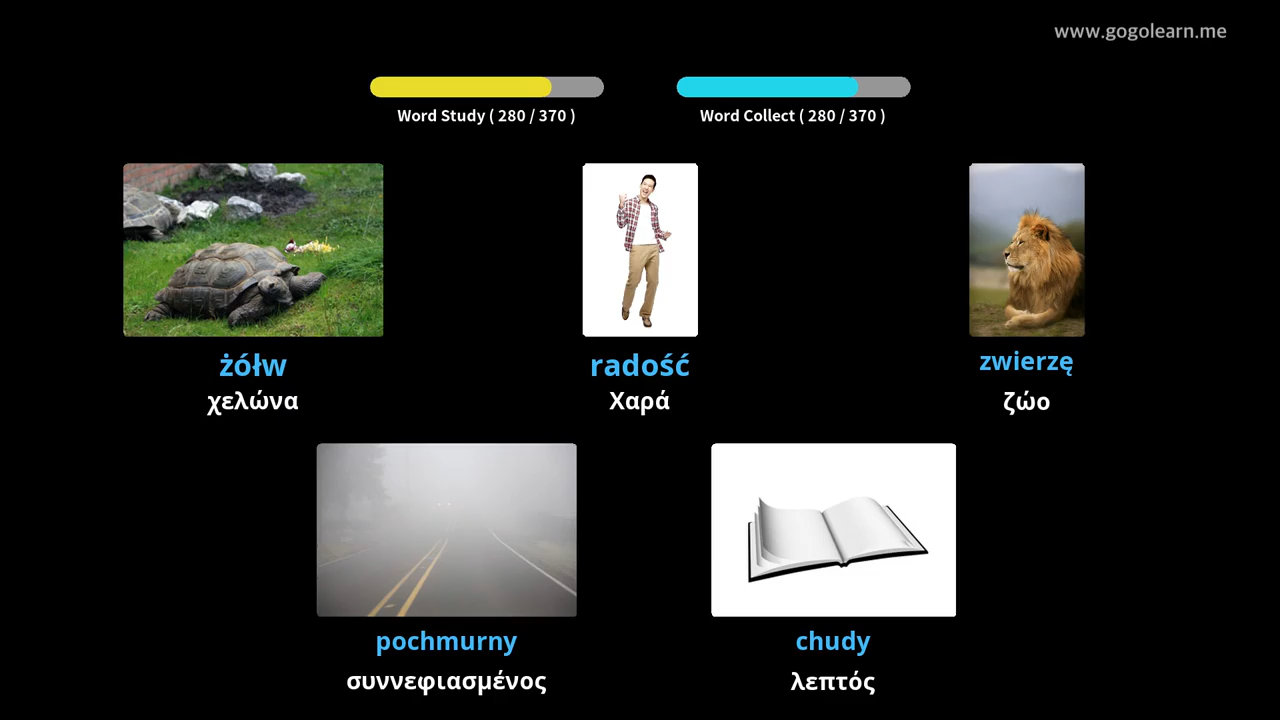 www.gogolearn.me
Word Study ( 280 / 370 )
Word Collect ( 280 / 370 )
żółw
χελώνα
radość
Χαρά
zwierzę
ζώο
pochmurny
συννεφιασμένος
chudy
λεπτός